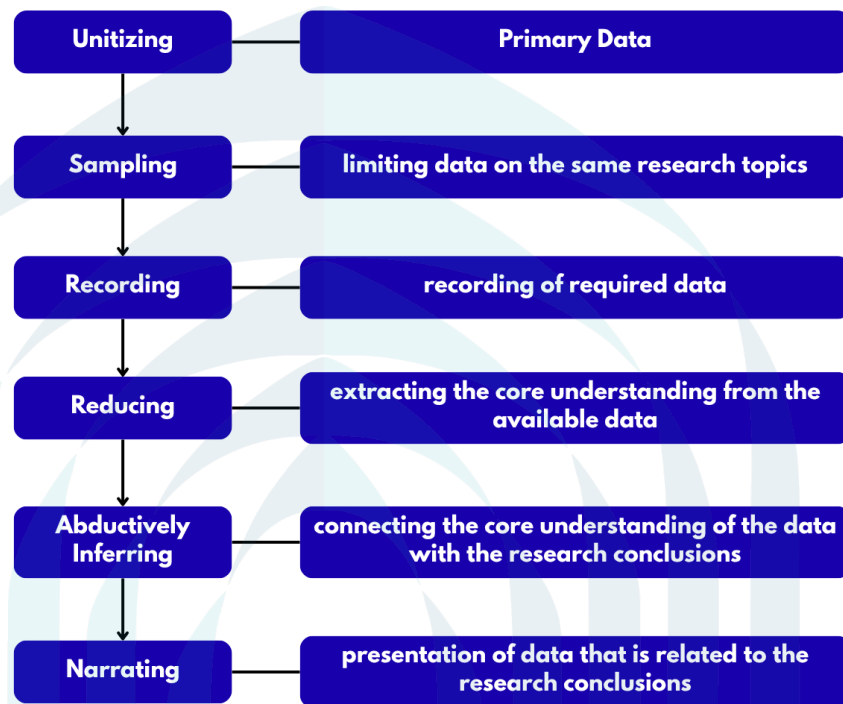 Unitizing
Primary Data
Sampling
limiting data on the same research topics
Recording
recording of required data
Reducing
extracting the core understanding from the
available data
Abductively
Inferring
connecting the core understanding of the data
with the research conclusions
Narrating
presentation of data that is related to the
research conclusions